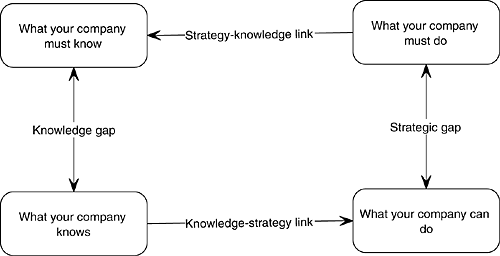 What your company
must know
Strategy-knowledge link
What your company
must do
Knowledge gap
Strategic gap
What your company
knows
Knowledge-strategy link
What your company can
do